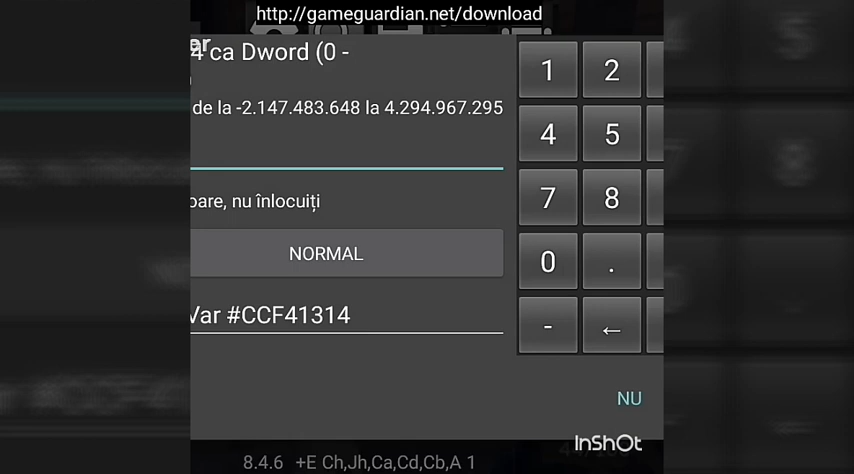 http://gameguardian.net/download
4 ca Dword (0 -
de la -2.147.483.648 la 4.294.967.295
nu înlocuiți
NORMAL
Var #CCF41314
1 2
4 5
7 8
0 .
- ←
NU
InShOt
8.4.6 +E Ch,Jh,Ca,Cd,Cb,A 1